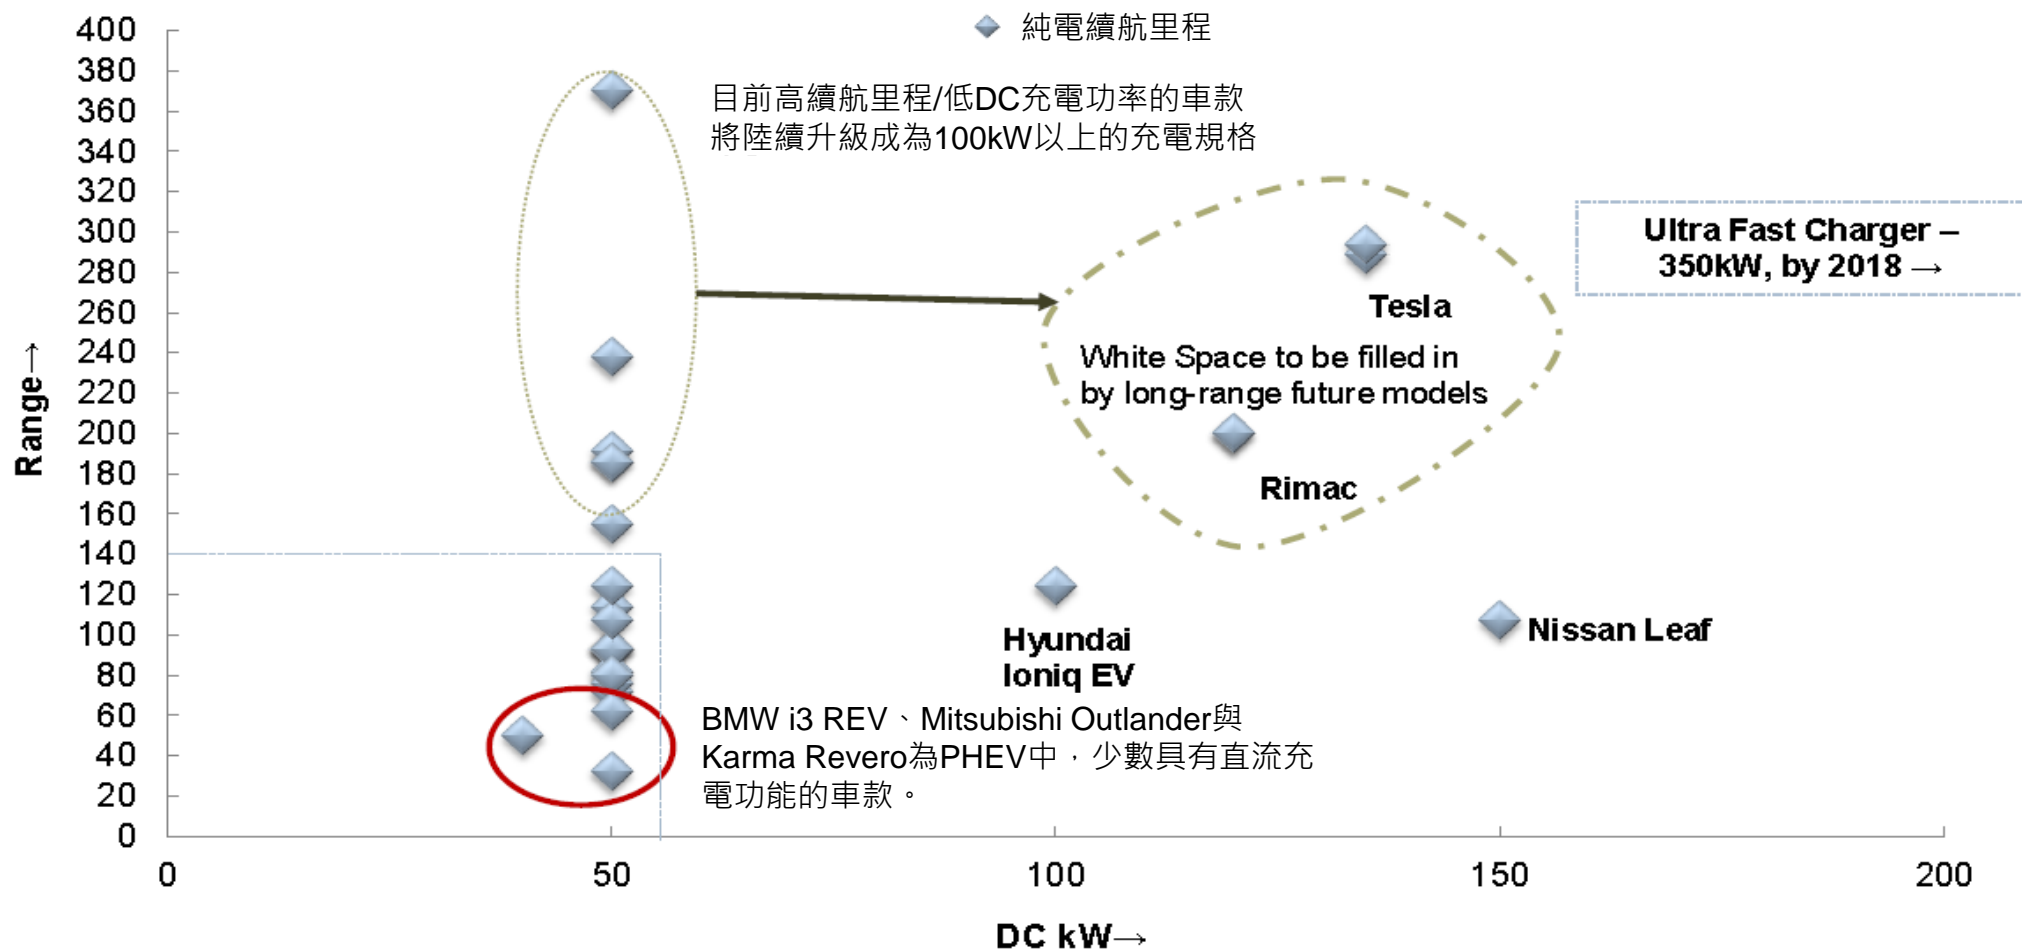 純電續航里程
目前高續航里程/低DC充電功率的車款
將陸續升級成為100kW以上的充電規格
Ultra Fast Charger –
350kW, by 2018 →
Tesla
White Space to be filled in
by long-range future models
Rimac
Hyundai
Ioniq EV
Nissan Leaf
BMW i3 REV、Mitsubishi Outlander與
Karma Revero為PHEV中，少數具有直流充
電功能的車款。
Range→
400
380
360
340
320
300
280
260
240
220
200
180
160
140
120
100
80
60
40
20
0
0
50
100
150
200
DC kW→